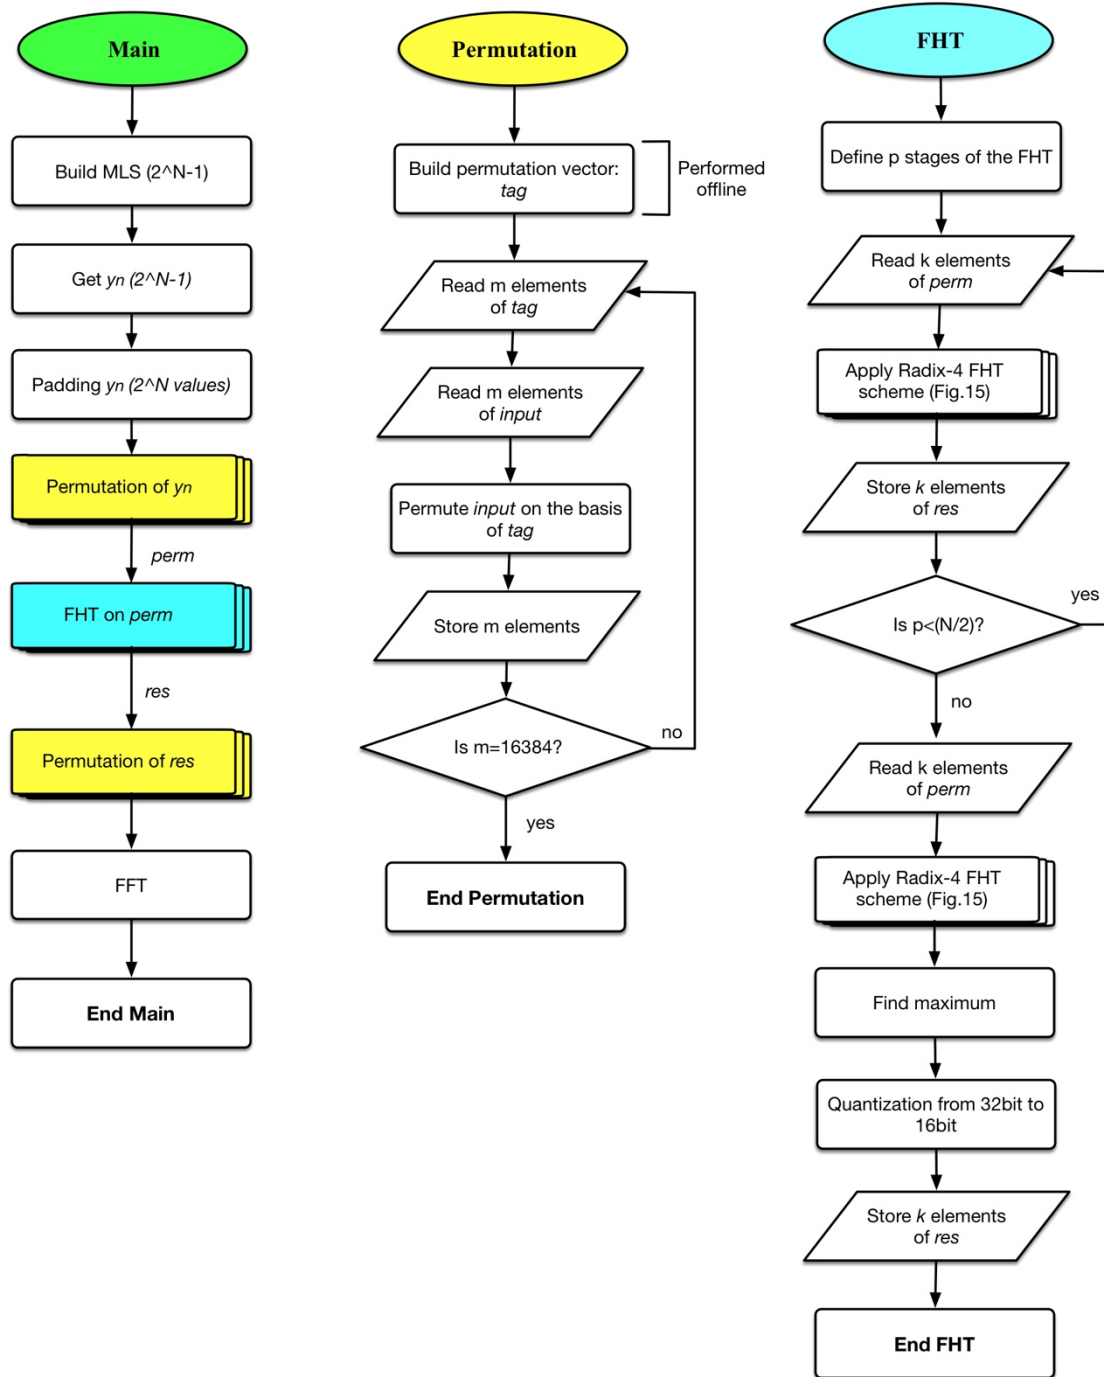 Main
Build MLS (2^N-1)
Get yn (2^N-1)
Padding yn (2^N values)
Permutation of yn
perm
FHT on perm
res
Permutation of res
FFT
End Main
Permutation
Build permutation vector:
tag
Performed
offline
Read m elements
of tag
Read m elements
of input
Permute input on the basis
of tag
Store m elements
Is m=16384?
no
yes
End Permutation
FHT
Define p stages of the FHT
Read k elements
of perm
Apply Radix-4 FHT
scheme (Fig.15)
Store k elements
of res
Is p<(N/2)?
yes
no
Read k elements
of perm
Apply Radix-4 FHT
scheme (Fig.15)
Find maximum
Quantization from 32bit to
16bit
Store k elements
of res
End FHT